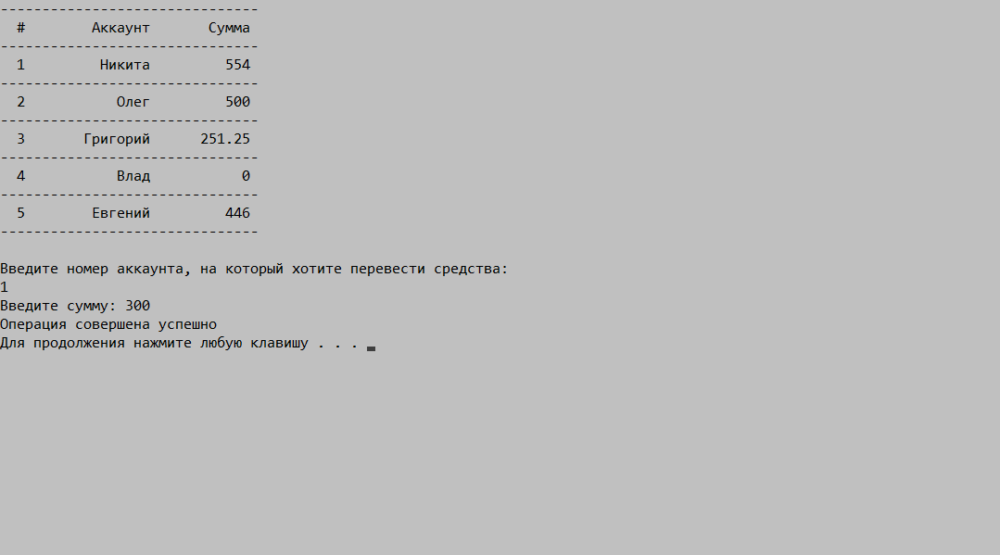 -------------------------------
# Аккаунт Сумма
-------------------------------
1 Никита 554
-------------------------------
2 Олег 500
-------------------------------
3 Григорий 251.25
-------------------------------
4 Влад 0
-------------------------------
5 Евгений 446
-------------------------------
Введите номер аккаунта, на который хотите перевести средства:
1
Введите сумму: 300
Операция совершена успешно
Для продолжения нажмите любую клавишу . . .